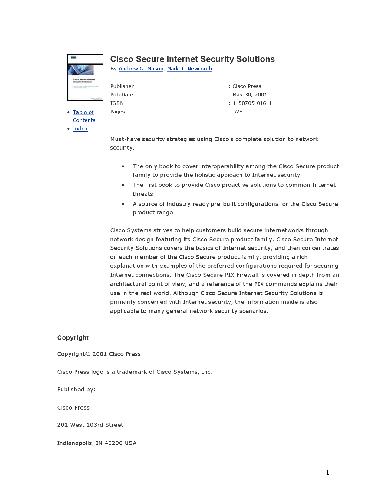 Cisco Secure Internet Security Solutions
By Andrew G. Mason, Mark J. Newcomb
Publisher : Cisco Press
Pub Date : May 30, 2001
ISBN : 1-58705-016-1
Pages
• Table of Contents
• Index
Must-have security strategies using Cisco's complete solution to network
security.
• The only book to cover interoperability among the Cisco Secure product
family to provide the holistic approach to Internet security
• The first book to provide Cisco proactive solutions to common Internet
threats
• A source of industry-ready pre-built configurations for the Cisco Secure
product range
Cisco Systems strives to help customers build secure internetworks through
network design featuring its Cisco Secure product family. Cisco Secure Internet
Security Solutions covers the basics of Internet security, and then concentrates
on each member of the Cisco Secure product family, providing a rich
explanation with examples of the preferred configurations required for securing
Internet connections. The Cisco Secure PIX Firewall is covered in depth from an
architectural point of view, and a reference of the PIX commands explains their
use in the real world. Although Cisco Secure Internet Security Solutions is
primarily concerned with Internet security, the information inside is also
applicable to many general network security scenarios.
Copyright
Copyright© 2001 Cisco Press
Cisco Press logo is a trademark of Cisco Systems, Inc.
Published by:
Cisco Press
201 West 103rd Street
Indianapolis, IN 46290 USA
1